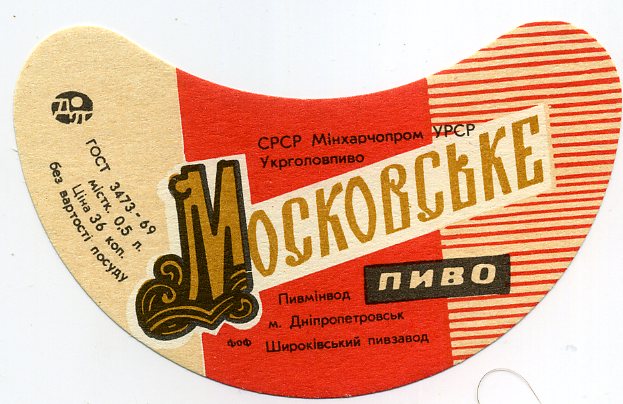 ГОСТ 3473-69
містк. 0,5 л.
Ціна 36 коп.
без вартості посуду
СРСР Мінхарчопром УРСР
Укрголовпиво
МОСКОВСЬКЕ
ПИВО
Пивмінвод
м. Дніпропетровськ
фоф Широківський пивзавод